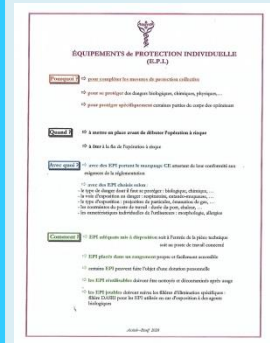 ÉQUIPEMENTS de PROTECTION INDIVIDUELLE
(E.P.I.)
Pourquoi ? ⇨ pour compléter les mesures de protection collective
⇨ pour se protéger des dangers biologiques, chimiques, physiques,…
⇨ pour protéger spécifiquement certaines parties du corps des opérateurs
Quand ? ⇨ à mettre en place avant de débuter l'opération à risque
⇨ à ôter à la fin de l'opération à risque
Avec quoi ? ⇨ avec des EPI portant le marquage CE attestant de leur conformité aux
exigences de la réglementation
⇨ avec des EPI choisis selon :
- le type de danger dont il faut se protéger : biologiques, chimiques, …
- la voie d'exposition au danger : respiratoire, cutanéo-muqueuse,…
- le type d'exposition : projection de particules, émanation de gaz, …
- les contraintes du poste de travail : durée du port, chaleur, …
- les caractéristiques individuelles de l'utilisateur : morphologie, allergies
Comment ? ⇨ EPI adéquats mis à disposition soit à l'entrée de la pièce technique
soit au poste de travail concerné
⇨ EPI placés dans un rangement propre et facilement accessible
⇨ certains EPI peuvent faire l'objet d'une dotation personnelle
⇨ les EPI réutilisables doivent être nettoyés et décontaminés après usage
⇨ les EPI jetables doivent suivre les filières d'élimination spécifiques :
filière DASRI pour les EPI utilisés en cas d'exposition à des agents
biologiques